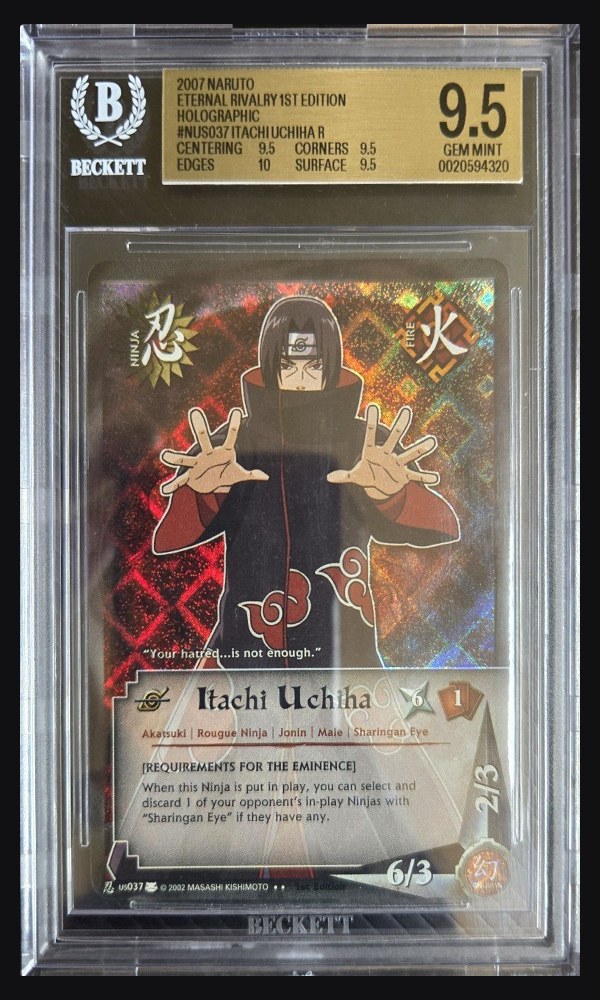 B
BECKETT
2007 NARUTO
ETERNAL RIVALRY 1ST EDITION
HOLOGRAPHIC
#NUS037 ITACHI UCHIHA R
CENTERING 9.5 CORNERS 9.5
EDGES 10 SURFACE 9.5
9.5
GEM MINT
0020594320
NINJA 忍
FIRE 火
"Your hatred...is not enough."
Itachi Uchiha 6 1
Akatsuki | Rougue Ninja | Jonin | Male | Sharingan Eye
[REQUIREMENTS FOR THE EMINENCE]
When this Ninja is put in play, you can select and
discard 1 of your opponent's in-play Ninjas with
"Sharingan Eye" if they have any.
2/3
6/3
幻
忍 US037 © 2002 MASASHI KISHIMOTO 1st Edition
BECKETT